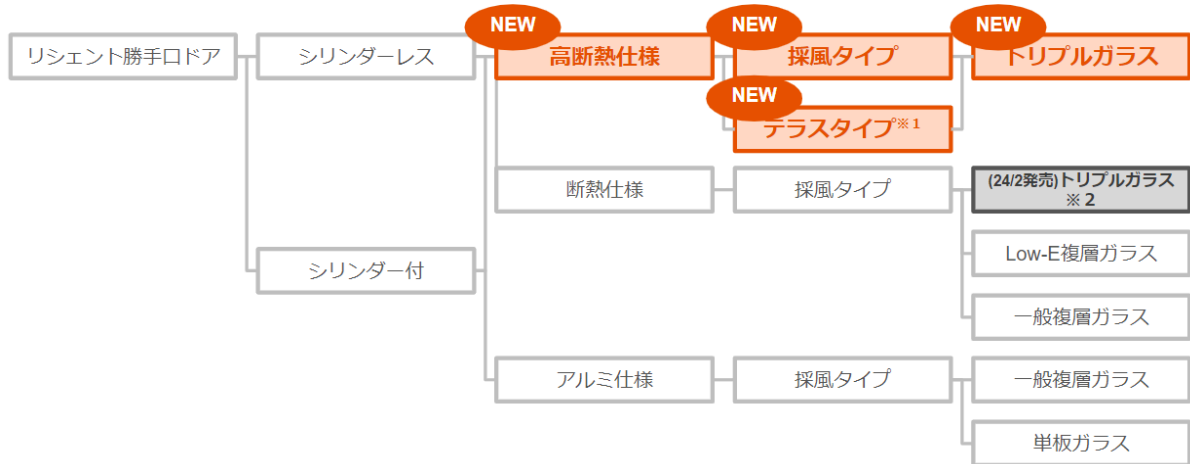 NEW
NEW
NEW
リシェント勝手口ドア
シリンダーレス
高断熱仕様
採風タイプ
トリプルガラス
NEW
テラスタイプ※1
断熱仕様
採風タイプ
(24/2発売)トリプルガラス
※2
シリンダー付
Low-E複層ガラス
一般複層ガラス
アルミ仕様
採風タイプ
一般複層ガラス
単板ガラス